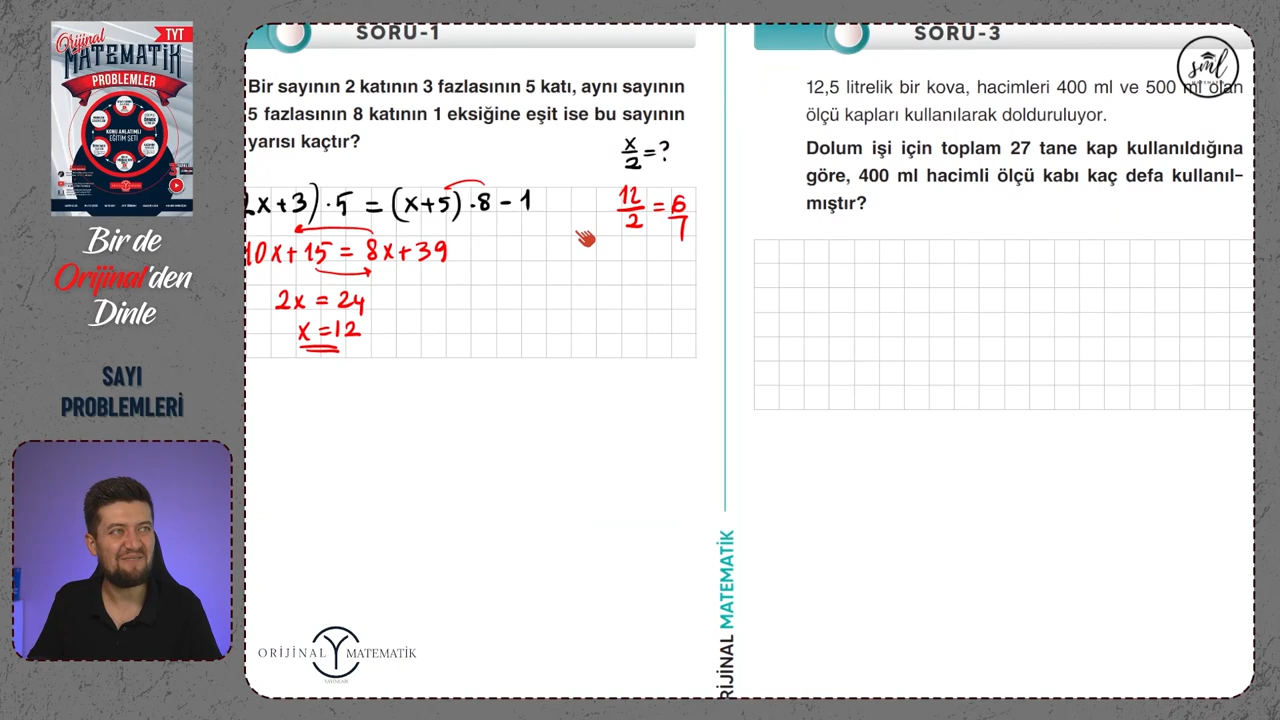 TYT
Orijinal
MATEMATİK
PROBLEMLER
KONU ANLATIMLI
EĞİTİM SETİ
Bir de
Orijinal'den
Dinle
SAYI
PROBLEMLERİ
SORU-1
Bir sayının 2 katının 3 fazlasının 5 katı, aynı sayının
5 fazlasının 8 katının 1 eksiğine eşit ise bu sayının
yarısı kaçtır?
x/2 = ?
2x+3) · 5 = (x+5) · 8 - 1
12/2 = 6
10x + 15 = 8x + 39
2x = 24
x = 12
ORİJİNAL MATEMATİK
YAYINLARI
RİJİNAL MATEMATİK
SORU-3
sml
12,5 litrelik bir kova, hacimleri 400 ml ve 500 ml olan
ölçü kapları kullanılarak dolduruluyor.
Dolum işi için toplam 27 tane kap kullanıldığına
göre, 400 ml hacimli ölçü kabı kaç defa kullanıl-
mıştır?